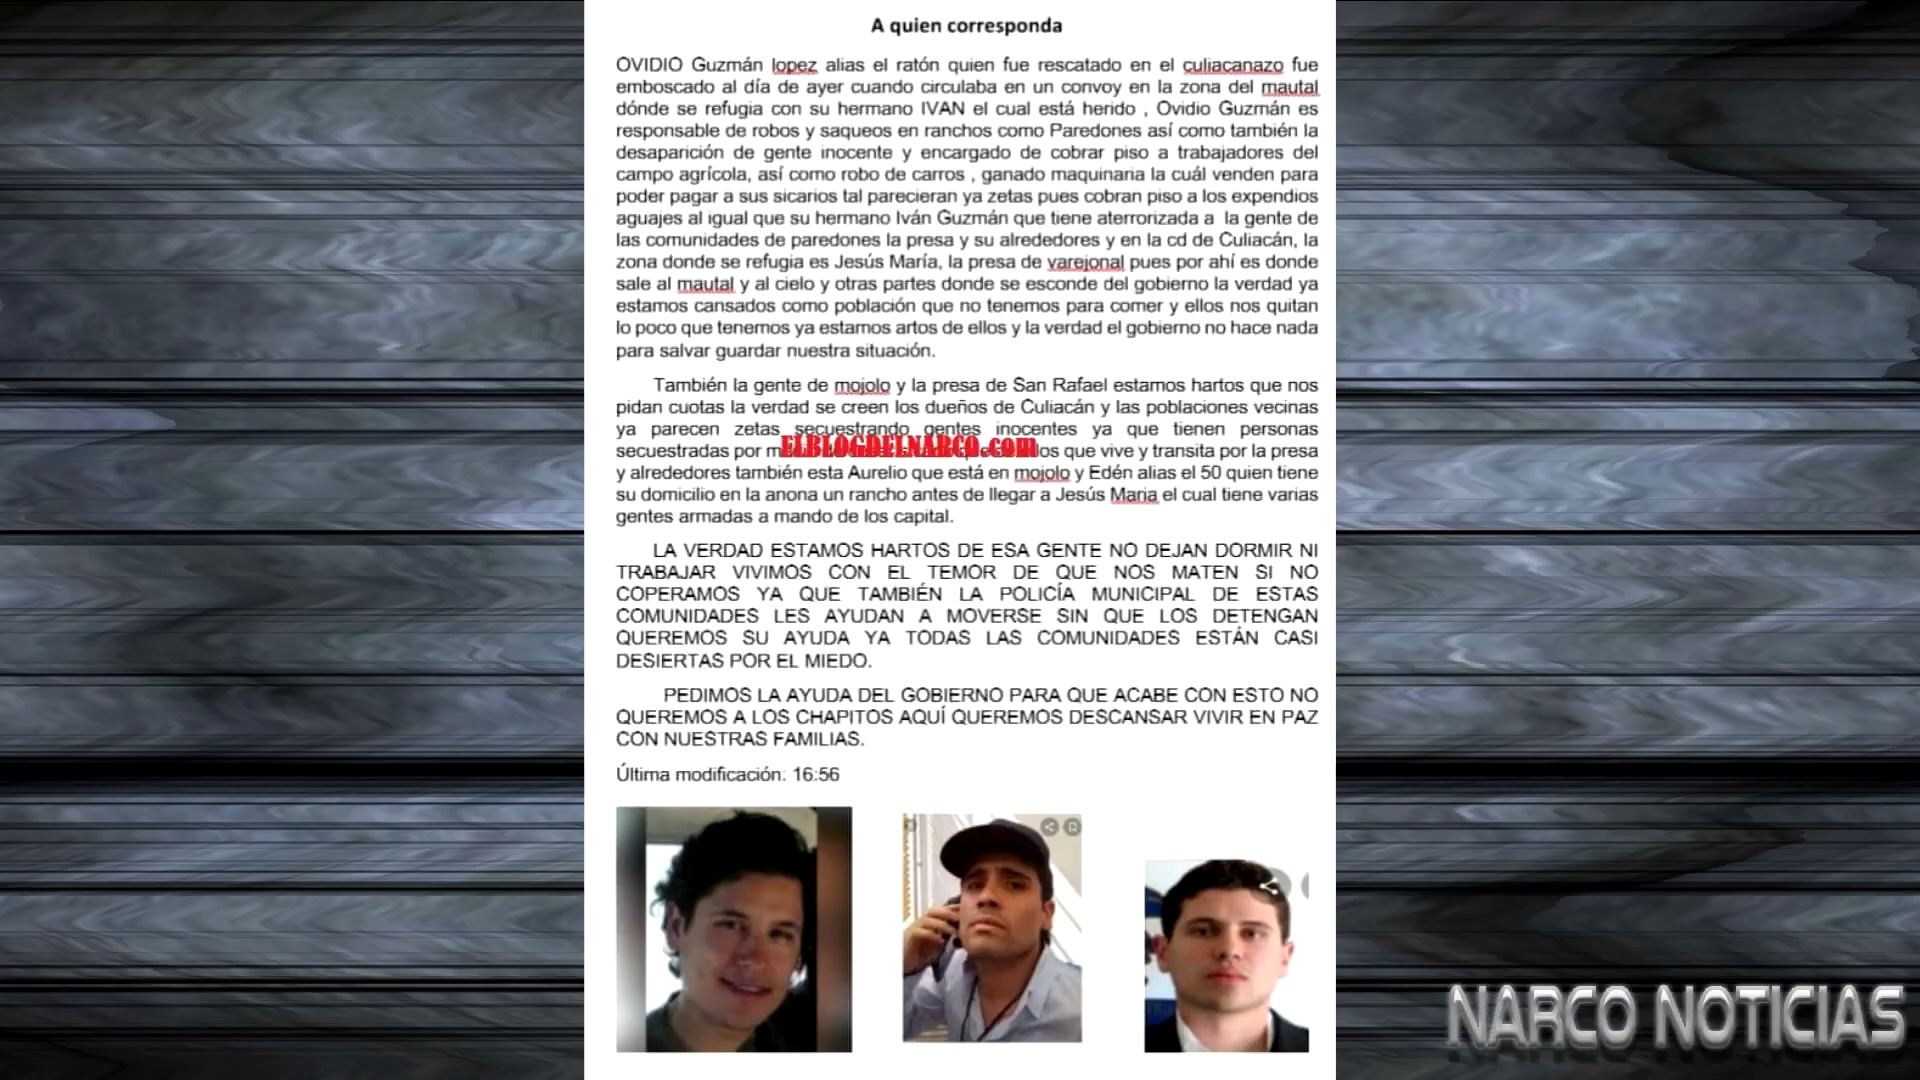 A quien corresponda
OVIDIO Guzmán lopez alias el ratón quien fue rescatado en el culiacanazo fue
emboscado al día de ayer cuando circulaba en un convoy en la zona del mautal
dónde se refugia con su hermano IVAN el cual está herido , Ovidio Guzmán es
responsable de robos y saqueos en ranchos como Paredones así como también la
desaparición de gente inocente y encargado de cobrar piso a trabajadores del
campo agrícola, así como robo de carros , ganado maquinaria la cuál venden para
poder pagar a sus sicarios tal parecieran ya zetas pues cobran piso a los expendios
aguajes al igual que su hermano Iván Guzmán que tiene aterrorizada a la gente de
las comunidades de paredones la presa y su alrededores y en la cd de Culiacán, la
zona donde se refugia es Jesús María, la presa de varejonal pues por ahí es donde
sale al mautal y al cielo y otras partes donde se esconde del gobierno la verdad ya
estamos cansados como población que no tenemos para comer y ellos nos quitan
lo poco que tenemos ya estamos artos de ellos y la verdad el gobierno no hace nada
para salvar guardar nuestra situación.
También la gente de mojolo y la presa de San Rafael estamos hartos que nos
pidan cuotas la verdad se creen los dueños de Culiacán y las poblaciones vecinas
ya parecen zetas secuestrando gentes inocentes ya que tienen personas
ELBLOGDELNARCO.com
secuestradas por que vive y transita por la presa
y alrededores también esta Aurelio que está en mojolo y Edén alias el 50 quien tiene
su domicilio en la anona un rancho antes de llegar a Jesús Maria el cual tiene varias
gentes armadas a mando de los capital.
LA VERDAD ESTAMOS HARTOS DE ESA GENTE NO DEJAN DORMIR NI
TRABAJAR VIVIMOS CON EL TEMOR DE QUE NOS MATEN SI NO
COPERAMOS YA QUE TAMBIÉN LA POLICÍA MUNICIPAL DE ESTAS
COMUNIDADES LES AYUDAN A MOVERSE SIN QUE LOS DETENGAN
QUEREMOS SU AYUDA YA TODAS LAS COMUNIDADES ESTÁN CASI
DESIERTAS POR EL MIEDO.
PEDIMOS LA AYUDA DEL GOBIERNO PARA QUE ACABE CON ESTO NO
QUEREMOS A LOS CHAPITOS AQUÍ QUEREMOS DESCANSAR VIVIR EN PAZ
CON NUESTRAS FAMILIAS.
Última modificación: 16:56
NARCO NOTICIAS